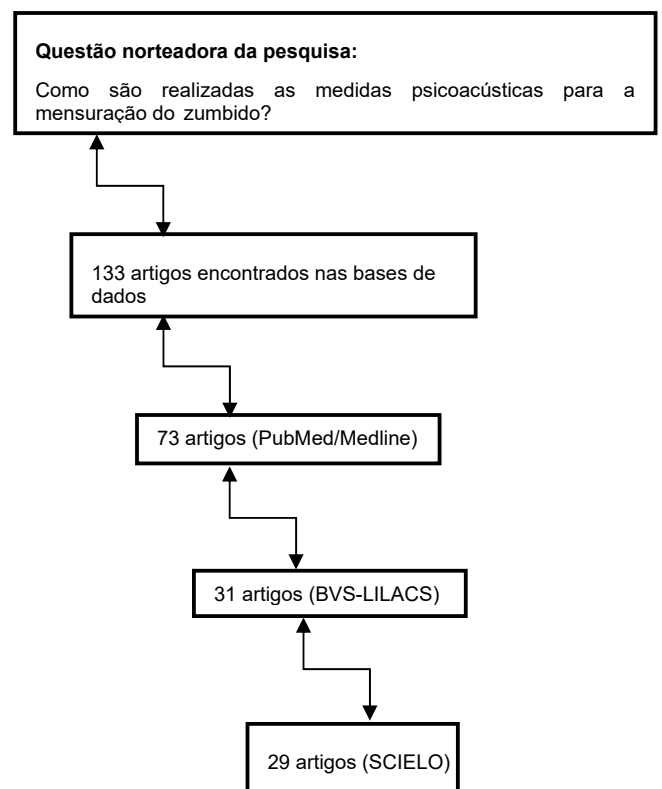 Questão norteadora da pesquisa:
Como são realizadas as medidas psicoacústicas para a
mensuração do zumbido?
133 artigos encontrados nas bases de
dados
73 artigos (PubMed/Medline)
31 artigos (BVS-LILACS)
29 artigos (SCIELO)